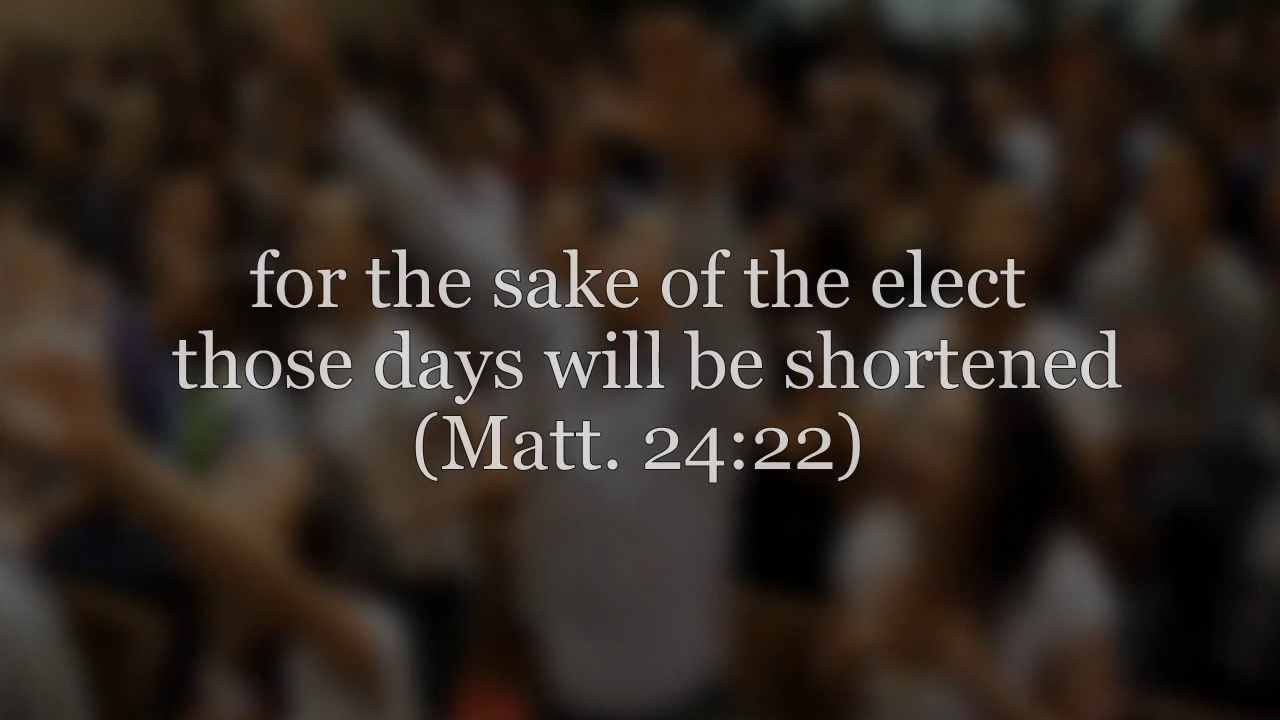 for the sake of the elect
those days will be shortened
(Matt. 24:22)